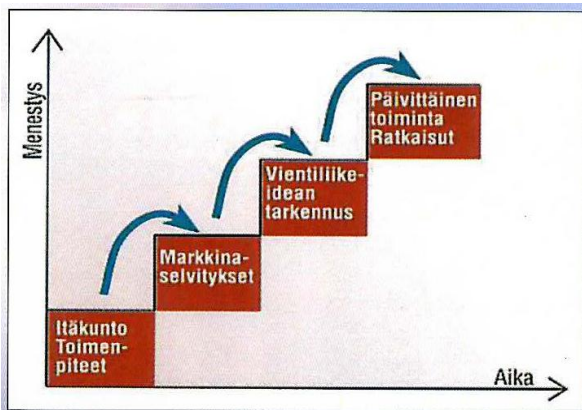 Menestys
Päivittäinen
toiminta
Ratkaisut
Vientiliike-
idean
tarkennus
Markkina-
selvitykset
Itäkunto
Toimen-
piteet
Aika